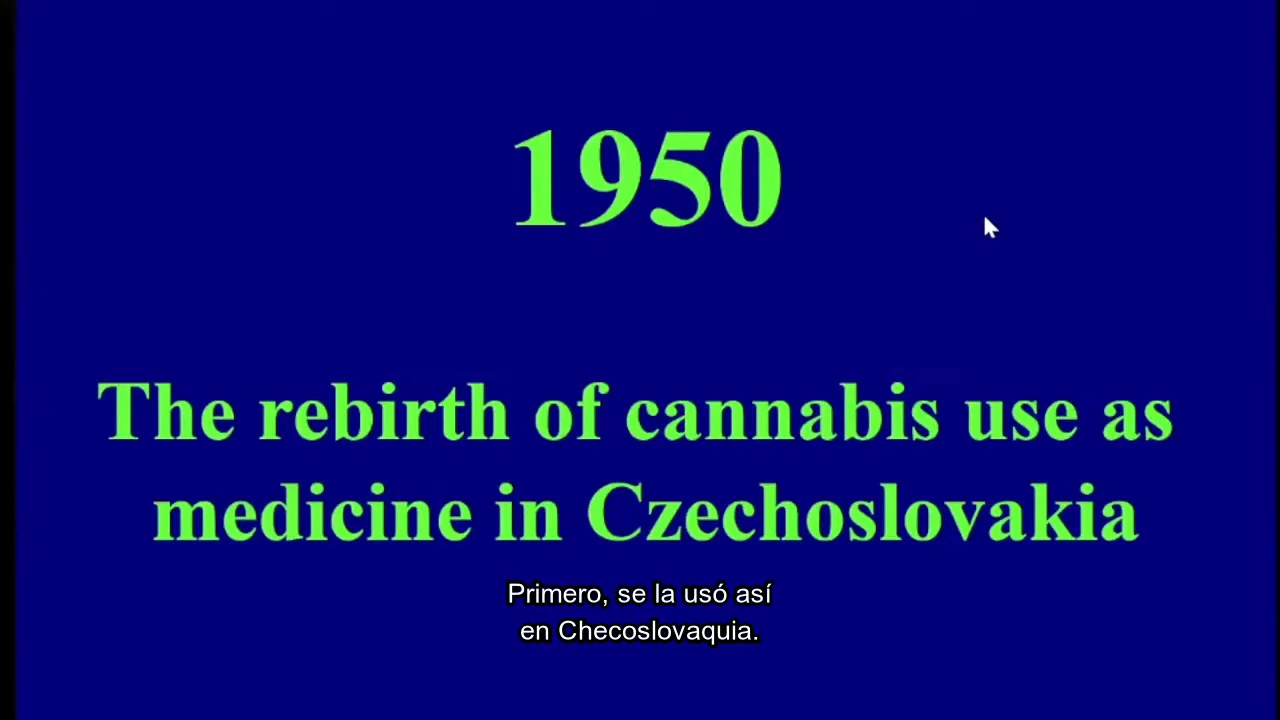 1950
The rebirth of cannabis use as
medicine in Czechoslovakia
Primero, se la usó así
en Checoslovaquia.